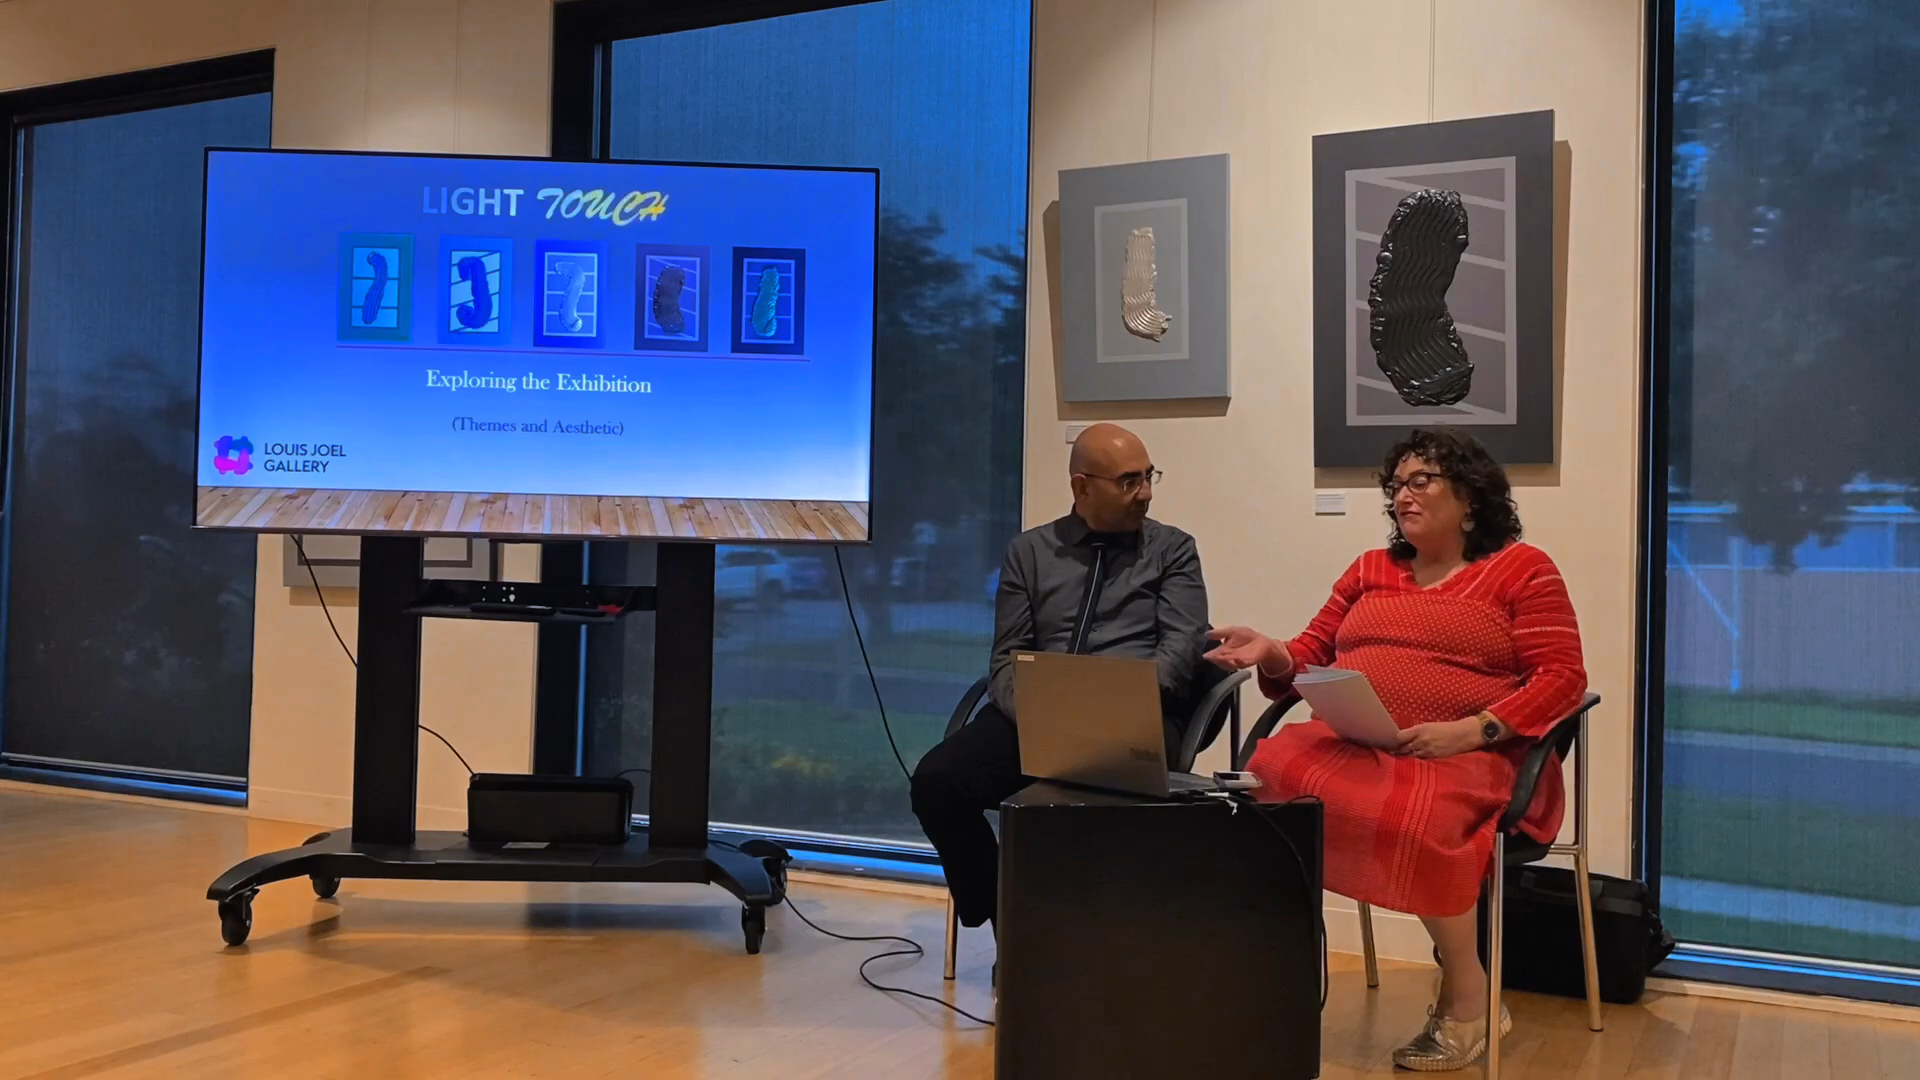 LIGHT TOUCH
Exploring the Exhibition
(Themes and Aesthetic)
LOUIS JOEL
GALLERY